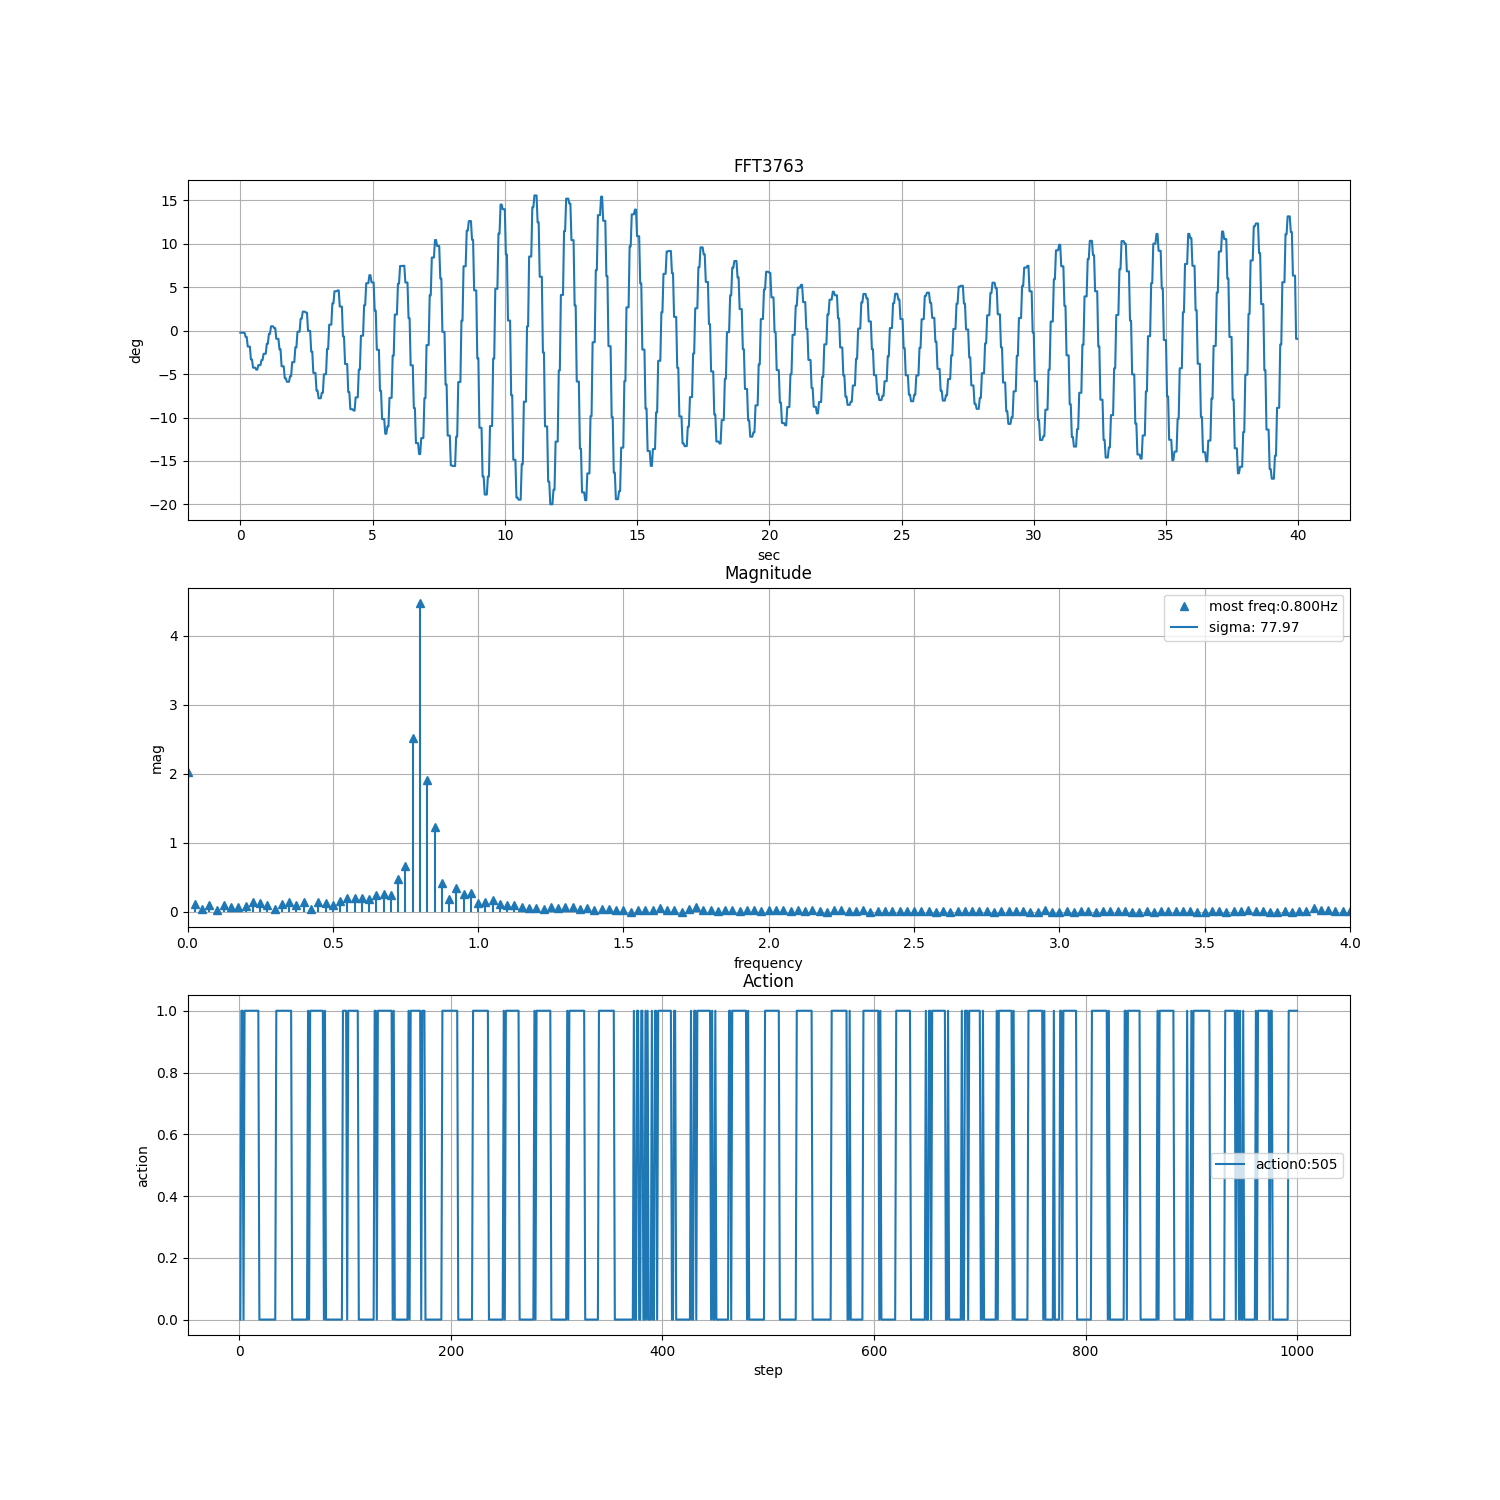 FFT3763
15
10
5
0
−5
−10
−15
−20
deg
0 5 10 15 20 25 30 35 40
sec
Magnitude
most freq:0.800Hz
sigma: 77.97
4
3
2
1
0
mag
0.0 0.5 1.0 1.5 2.0 2.5 3.0 3.5 4.0
frequency
Action
1.0
0.8
0.6
0.4
0.2
0.0
action
action0:505
0 200 400 600 800 1000
step